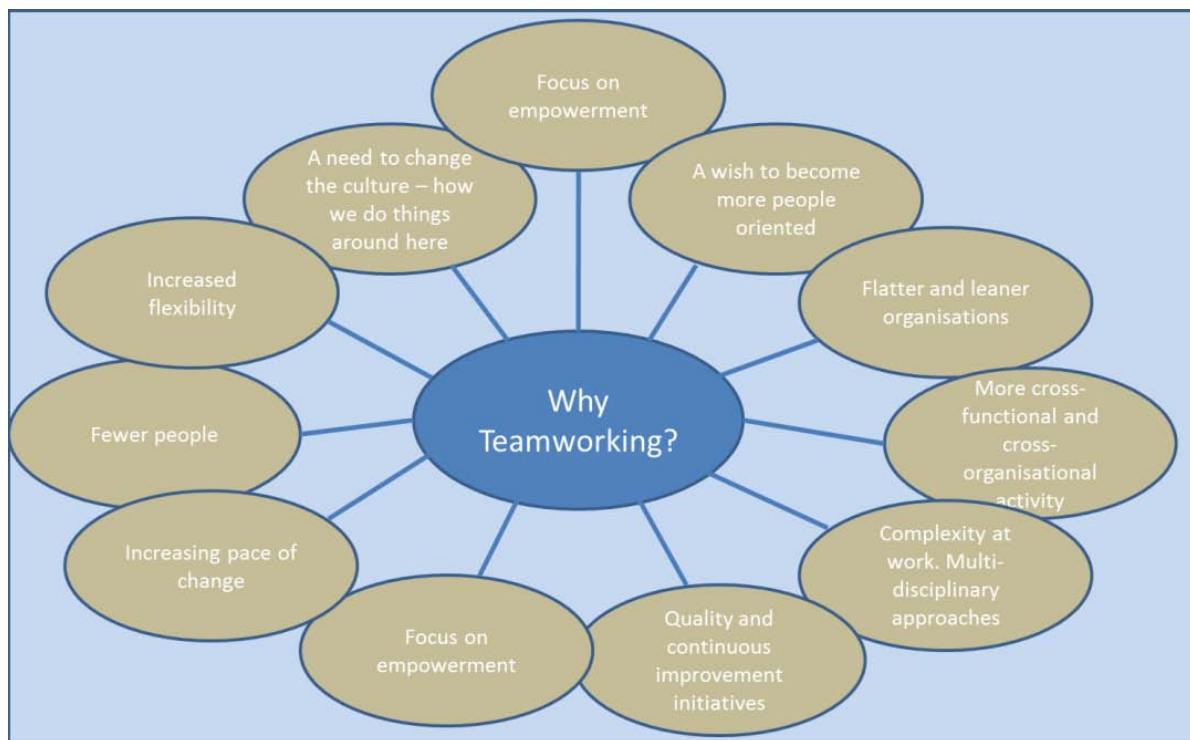 Focus on
empowerment
A wish to become
more people
oriented
Flatter and leaner
organisations
More cross-
functional and
cross-
organisational
activity
Complexity at
work. Multi-
disciplinary
approaches
Quality and
continuous
improvement
initiatives
Focus on
empowerment
Increasing pace of
change
Fewer people
Increased
flexibility
A need to change
the culture – how
we do things
around here
Why
Teamworking?